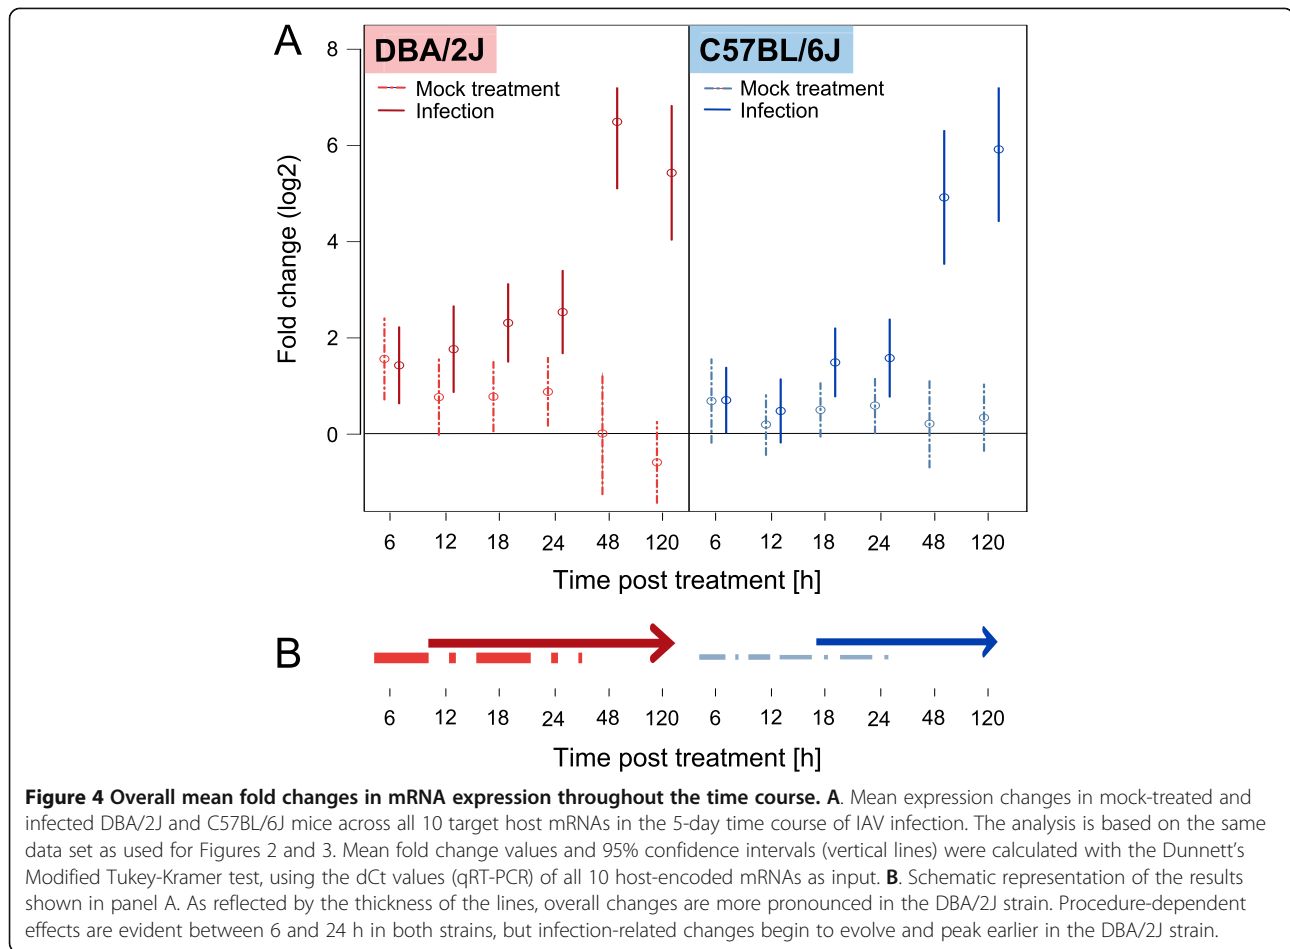 A
DBA/2J
C57BL/6J
Mock treatment
Infection
Mock treatment
Infection
Fold change (log2)
8
6
4
2
0
6 12 18 24 48 120 6 12 18 24 48 120
Time post treatment [h]
B
6 12 18 24 48 120 6 12 18 24 48 120
Time post treatment [h]
Figure 4 Overall mean fold changes in mRNA expression throughout the time course. A. Mean expression changes in mock-treated and
infected DBA/2J and C57BL/6J mice across all 10 target host mRNAs in the 5-day time course of IAV infection. The analysis is based on the same
data set as used for Figures 2 and 3. Mean fold change values and 95% confidence intervals (vertical lines) were calculated with the Dunnett's
Modified Tukey-Kramer test, using the dCt values (qRT-PCR) of all 10 host-encoded mRNAs as input. B. Schematic representation of the results
shown in panel A. As reflected by the thickness of the lines, overall changes are more pronounced in the DBA/2J strain. Procedure-dependent
effects are evident between 6 and 24 h in both strains, but infection-related changes begin to evolve and peak earlier in the DBA/2J strain.